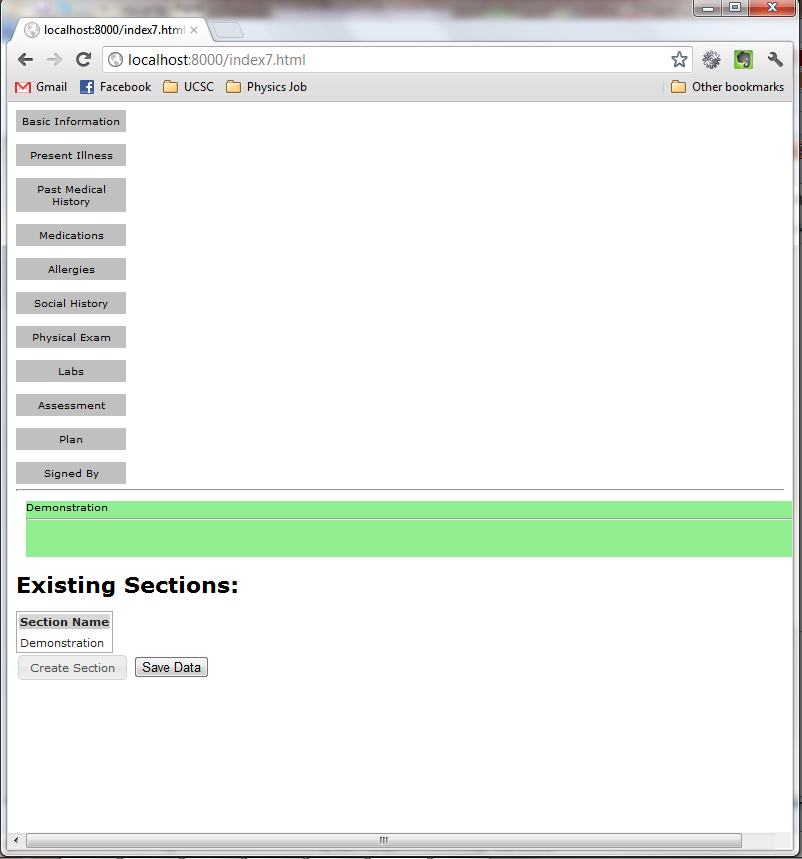 localhost:8000/index7.html
localhost:8000/index7.html
Gmail Facebook UCSC Physics Job Other bookmarks
Basic Information
Present Illness
Past Medical
History
Medications
Allergies
Social History
Physical Exam
Labs
Assessment
Plan
Signed By
Demonstration
Existing Sections:
Section Name
Demonstration
Create Section Save Data